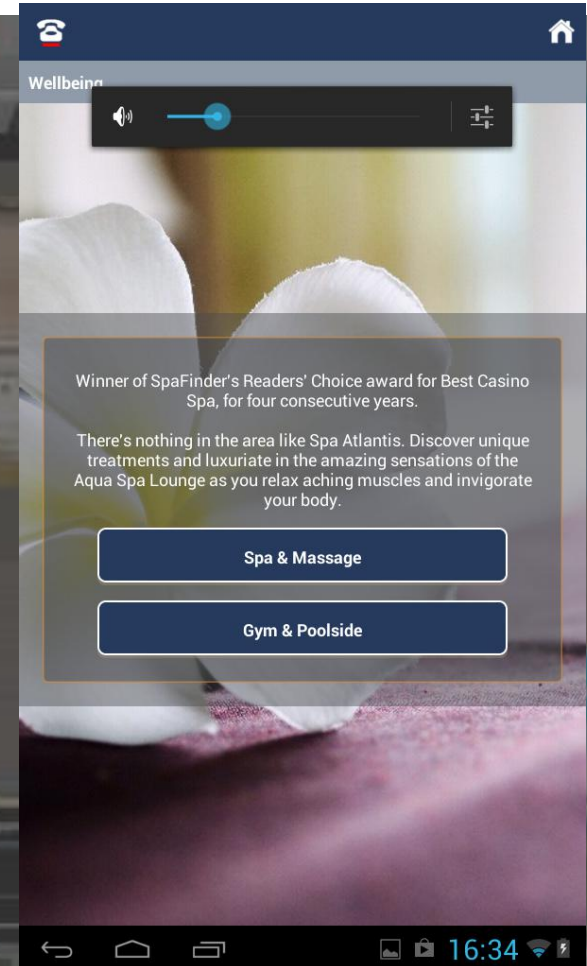 Wellbeing
Winner of SpaFinder's Readers' Choice award for Best Casino
Spa, for four consecutive years.
There's nothing in the area like Spa Atlantis. Discover unique
treatments and luxuriate in the amazing sensations of the
Aqua Spa Lounge as you relax aching muscles and invigorate
your body.
Spa & Massage
Gym & Poolside
16:34